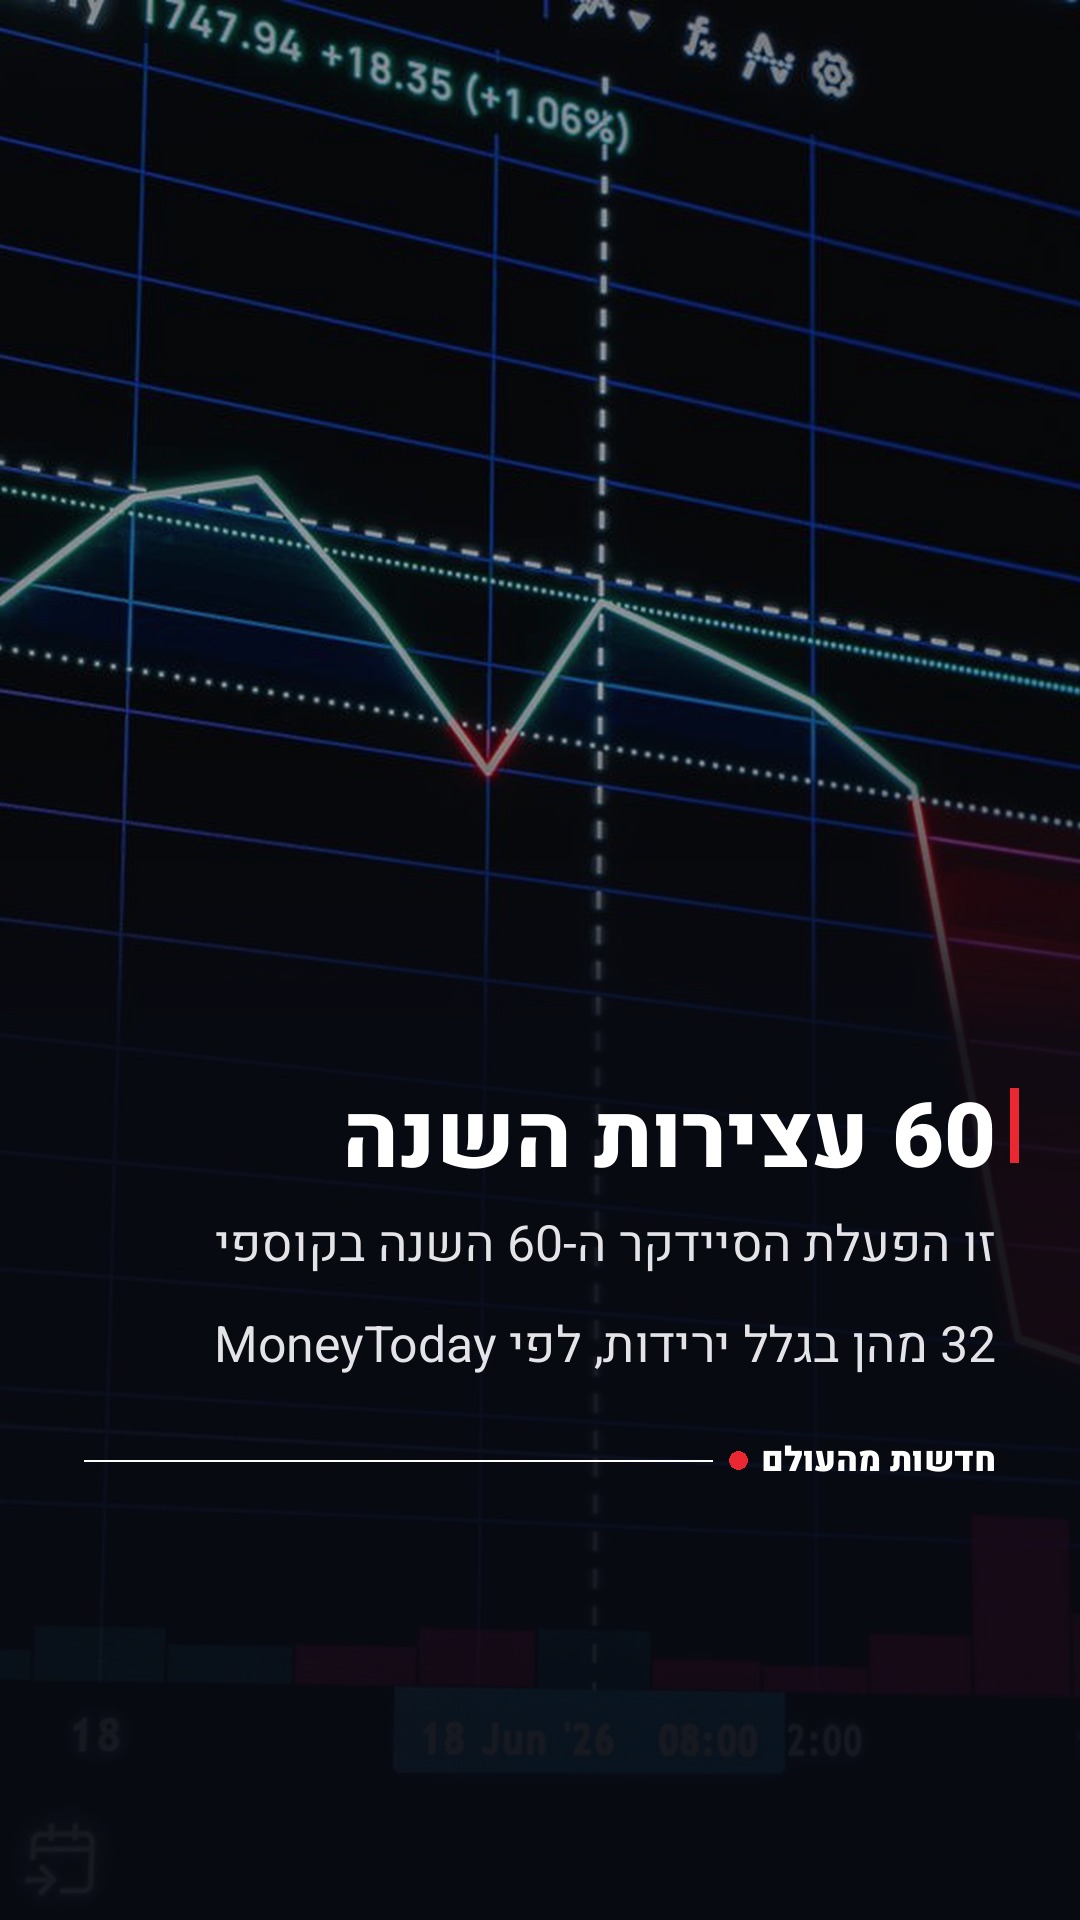 1747.94 +18.35 (+1.06%)
60 עצירות השנה
זו הפעלת הסיידקר ה-60 השנה בקוספי
32 מהן בגלל ירידות, לפי MoneyToday
חדשות מהעולם
18 18 Jun '26 08:00 2:00